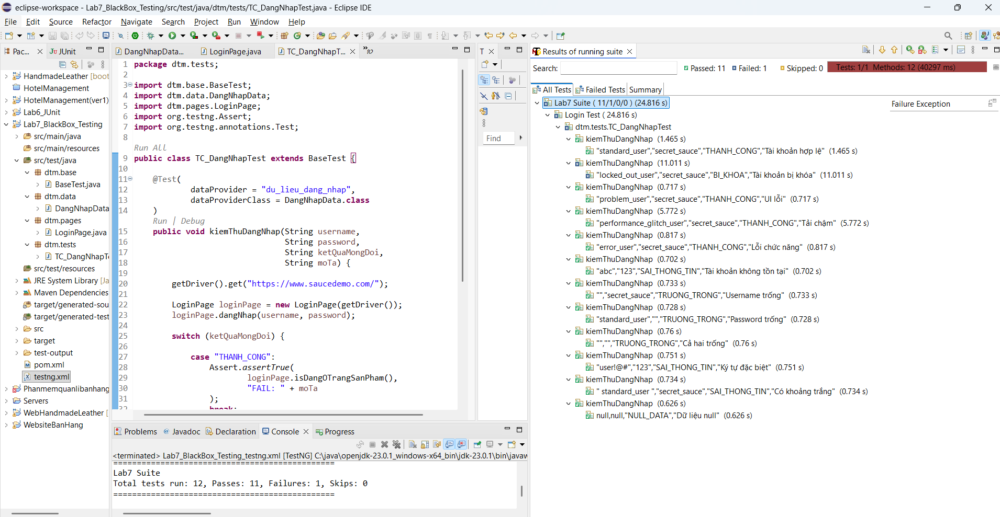 eclipse-workspace - Lab7_BlackBox_Testing/src/test/java/dtm/tests/TC_DangNhapTest.java - Eclipse IDE
File Edit Source Refactor Navigate Search Project Run Window Help
Pac... JUnit
HandmadeLeather [boot
HotelManagement
HotelManagement(ver1)
Lab6_JUnit
Lab7_BlackBox_Testing
src/main/java
src/main/resources
src/test/java
dtm.base
BaseTest.java
dtm.data
DangNhapData
dtm.pages
LoginPage.java
dtm.tests
TC_DangNhapTe
src/test/resources
JRE System Library [Ja
Maven Dependencies
target/generated-sou
target/generated-test
src
target
test-output
pom.xml
testng.xml
Phanmemquanlibanhang
Servers
WebHandmadeLeather [
WebsiteBanHang
DangNhapData... LoginPage.java TC_DangNhapT... »82
1 package dtm.tests;
2
3 import dtm.base.BaseTest;
4 import dtm.data.DangNhapData;
5 import dtm.pages.LoginPage;
6 import org.testng.Assert;
7 import org.testng.annotations.Test;
8
Run All
9 public class TC_DangNhapTest extends BaseTest {
10
11 @Test(
12 dataProvider = "du_lieu_dang_nhap",
13 dataProviderClass = DangNhapData.class
14 )
Run | Debug
15 public void kiemThuDangNhap(String username,
16 String password,
17 String ketQuaMongDoi,
18 String moTa) {
19
20 getDriver().get("https://www.saucedemo.com/");
21
22 LoginPage loginPage = new LoginPage(getDriver());
23 loginPage.dangNhap(username, password);
24
25 switch (ketQuaMongDoi) {
26
27 case "THANH_CONG":
28 Assert.assertTrue(
29 loginPage.isDangOTrangSanPham(),
30 "FAIL: " + moTa
31 );
32 break;
T
Find
Problems Javadoc Declaration Console Progress
<terminated> Lab7_BlackBox_Testing_testng.xml [TestNG] C:\java\openjdk-23.0.1_windows-x64_bin\jdk-23.0.1\bin\javaw
===============================================
Lab7 Suite
Total tests run: 12, Passes: 11, Failures: 1, Skips: 0
===============================================
Results of running suite
Search: Passed: 11 Failed: 1 Skipped: 0 Tests: 1/1 Methods: 12 (40297 ms)
All Tests Failed Tests Summary
Failure Exception
Lab7 Suite ( 11/1/0/0 ) (24.816 s)
Login Test ( 24.816 s)
dtm.tests.TC_DangNhapTest
kiemThuDangNhap (1.465 s)
"standard_user","secret_sauce","THANH_CONG","Tài khoản hợp lệ" (1.465 s)
kiemThuDangNhap (11.011 s)
"locked_out_user","secret_sauce","BI_KHOA","Tài khoản bị khóa" (11.011 s)
kiemThuDangNhap (0.717 s)
"problem_user","secret_sauce","THANH_CONG","UI lỗi" (0.717 s)
kiemThuDangNhap (5.772 s)
"performance_glitch_user","secret_sauce","THANH_CONG","Tải chậm" (5.772 s)
kiemThuDangNhap (0.817 s)
"error_user","secret_sauce","THANH_CONG","Lỗi chức năng" (0.817 s)
kiemThuDangNhap (0.702 s)
"abc","123","SAI_THONG_TIN","Tài khoản không tồn tại" (0.702 s)
kiemThuDangNhap (0.733 s)
"","secret_sauce","TRUONG_TRONG","Username trống" (0.733 s)
kiemThuDangNhap (0.728 s)
"standard_user","","TRUONG_TRONG","Password trống" (0.728 s)
kiemThuDangNhap (0.76 s)
"","","TRUONG_TRONG","Cả hai trống" (0.76 s)
kiemThuDangNhap (0.751 s)
"user!@#","123","SAI_THONG_TIN","Ký tự đặc biệt" (0.751 s)
kiemThuDangNhap (0.734 s)
" standard_user ","secret_sauce","SAI_THONG_TIN","Có khoảng trắng" (0.734 s)
kiemThuDangNhap (0.626 s)
null,null,"NULL_DATA","Dữ liệu null" (0.626 s)